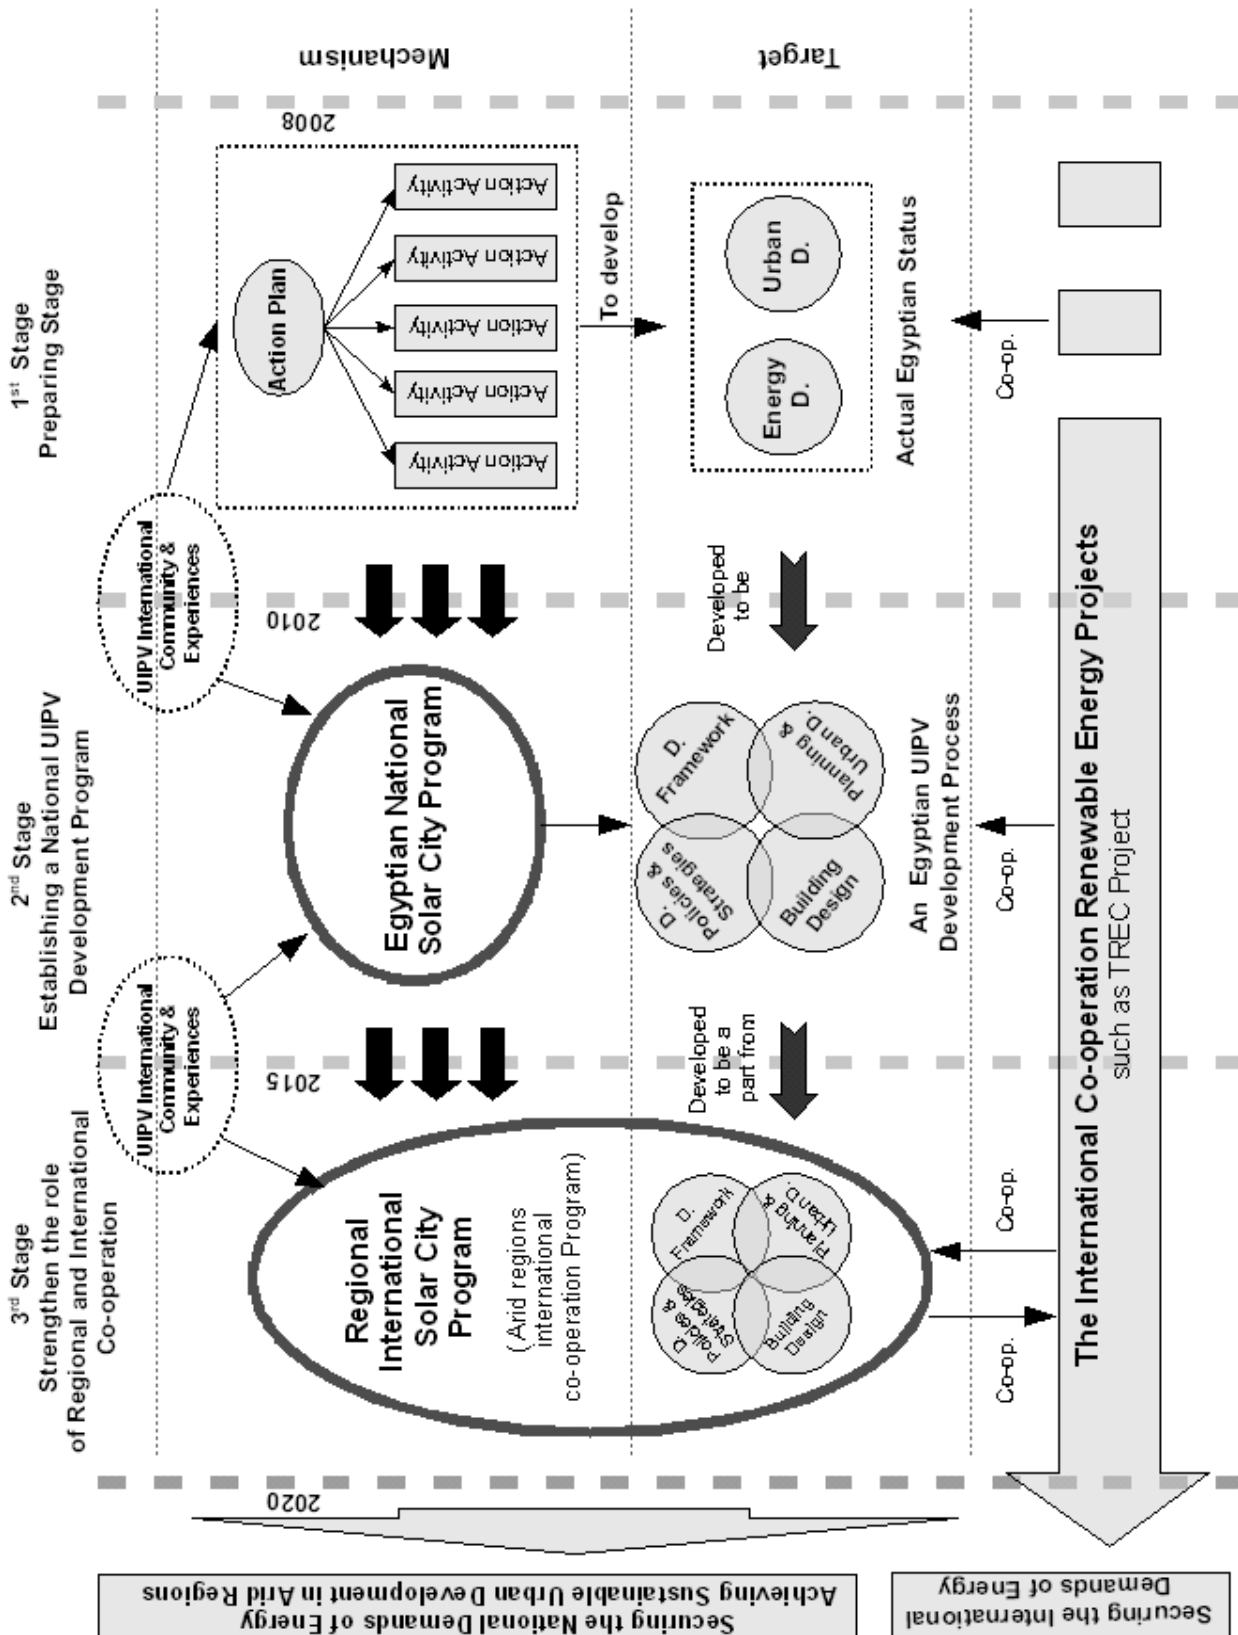 1st Stage
Preparing Stage
2nd Stage
Establishing a National UIPV
Development Program
3rd Stage
Strengthen the role
of Regional and International
Co-operation
UIPV International
Community &
Experiences
UIPV International
Community &
Experiences
Mechanism
2008
Action Plan
Action Activity
Action Activity
Action Activity
Action Activity
Action Activity
To develop
2010
Egyptian National
Solar City Program
2015
Regional
International
Solar City
Program
(Arid regions
international
co-operation Program)
2020
Target
Urban
D.
Energy
D.
Actual Egyptian Status
Developed
to be
D.
Framework
Planning &
Urban D.
D.
Policies &
Strategies
Building
Design
An Egyptian UIPV
Development Process
Developed
to be a
part from
D.
Framework
Planning &
Urban D.
D.
Policies &
Strategies
Building
Design
Co-op.
Co-op.
Co-op.
Co-op.
The International Co-operation Renewable Energy Projects
such as TREC Project
Securing the National Demands of Energy
Achieving Sustainable Urban Development in Arid Regions
Securing the International
Demands of Energy